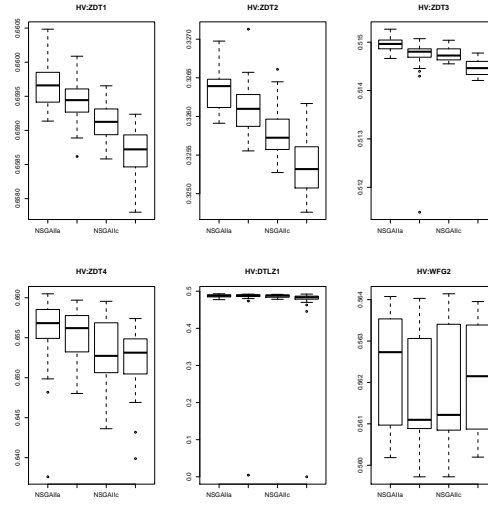 HV:ZDT1
0.6605
0.6600
0.6595
0.6590
0.6585
0.6580
NSGAIIa NSGAIIc
HV:ZDT2
0.3270
0.3265
0.3260
0.3255
0.3250
NSGAIIa NSGAIIc
HV:ZDT3
0.515
0.514
0.513
0.512
NSGAIIa NSGAIIc
HV:ZDT4
0.660
0.655
0.650
0.645
0.640
NSGAIIa NSGAIIc
HV:DTLZ1
0.5
0.4
0.3
0.2
0.1
0.0
NSGAIIa NSGAIIc
HV:WFG2
0.564
0.563
0.562
0.561
0.560
NSGAIIa NSGAIIc